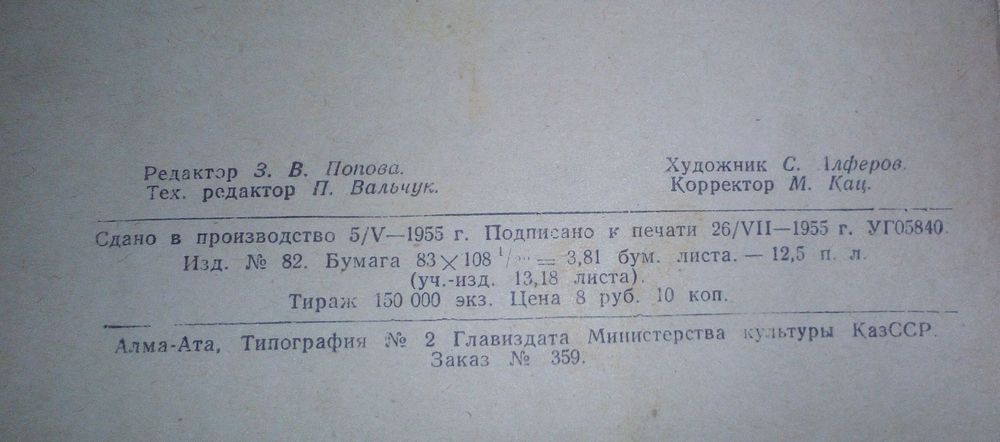 Редактор З. В. Попова.
Тех. редактор П. Вальчук.
Художник С. Алферов.
Корректор М. Кац.
Сдано в производство 5/V—1955 г. Подписано к печати 26/VII—1955 г. УГ05840.
Изд. № 82. Бумага 83×108 = 3,81 бум. листа. — 12,5 п. л.
(уч.-изд. 13,18 листа).
Тираж 150 000 экз. Цена 8 руб. 10 коп.
Алма-Ата, Типография № 2 Главиздата Министерства культуры КазССР.
Заказ № 359.